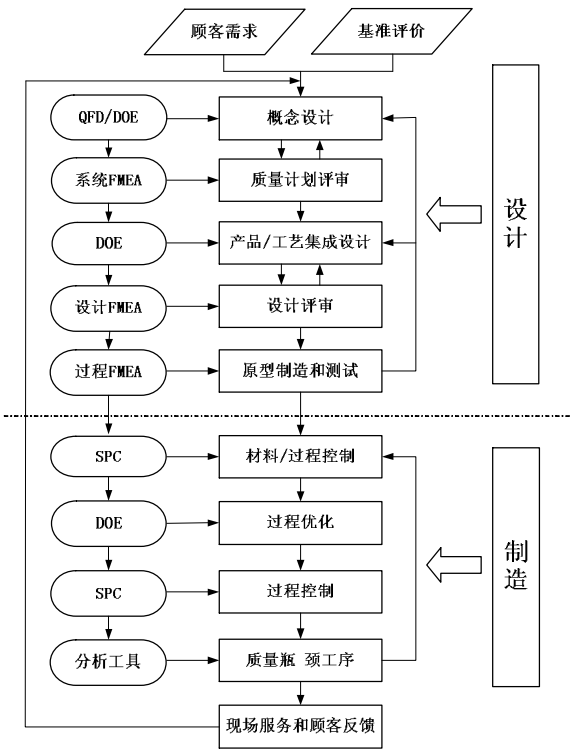 顾客需求
基准评价
QFD/DOE
概念设计
系统FMEA
质量计划评审
DOE
产品/工艺集成设计
设计FMEA
设计评审
过程FMEA
原型制造和测试
设计
SPC
材料/过程控制
DOE
过程优化
SPC
过程控制
分析工具
质量瓶 颈工序
制造
现场服务和顾客反馈